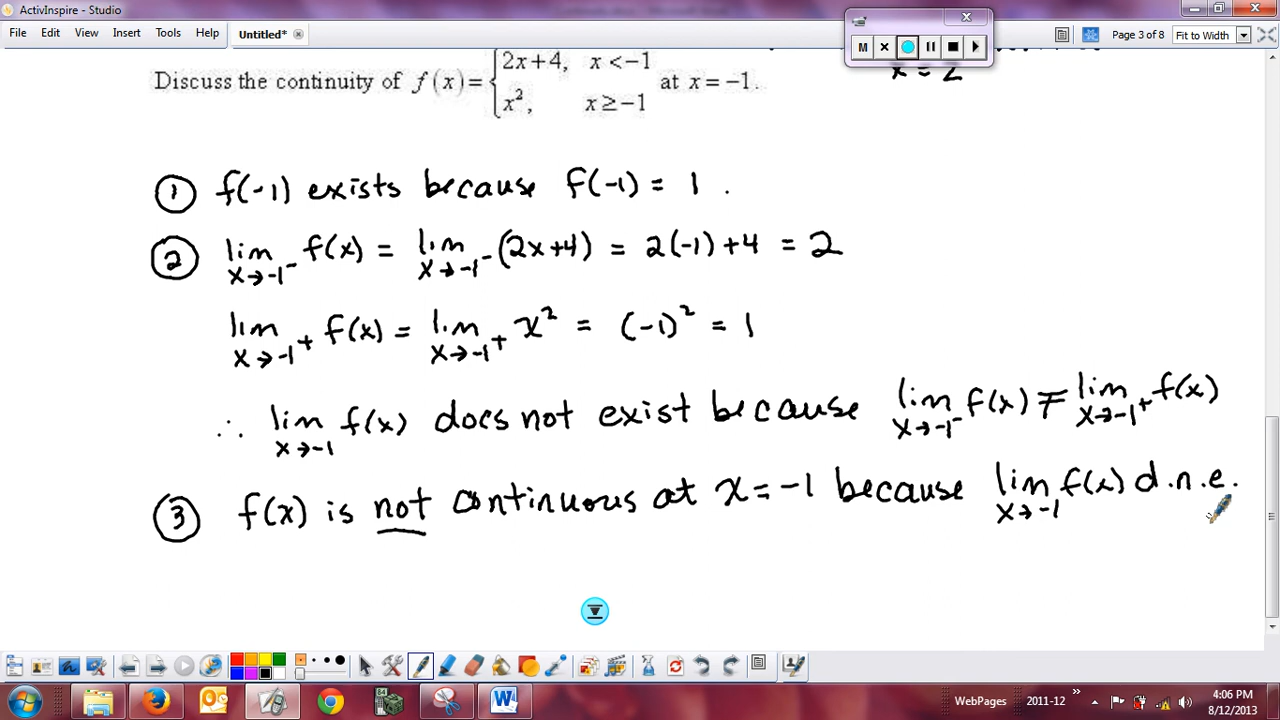 ActivInspire - Studio
File Edit View Insert Tools Help Untitled* Page 3 of 8 Fit to Width
M
x = 2
Discuss the continuity of f(x)={2x+4, x<-1
x², x≥-1 at x=-1.
① f(-1) exists because f(-1) = 1 .
② lim x→-1⁻ f(x) = lim x→-1⁻ (2x+4) = 2(-1)+4 = 2
lim x→-1⁺ f(x) = lim x→-1⁺ x² = (-1)² = 1
∴ lim x→-1 f(x) does not exist because lim x→-1⁻ f(x) ≠ lim x→-1⁺ f(x)
③ f(x) is not continuous at x = -1 because lim x→-1 f(x) d.n.e.
WebPages 2011-12 » 4:06 PM
8/12/2013